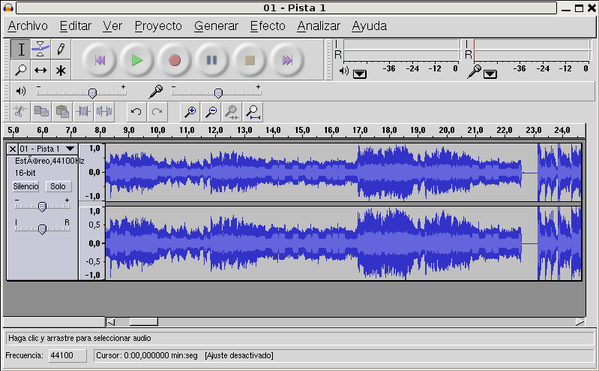 01 - Pista 1
Archivo Editar Ver Proyecto Generar Efecto Analizar Ayuda
L
R
-36 -24 -12 0
L
R
-36 -24 -12 0
- +
- +
5,0 6,0 7,0 8,0 9,0 10,0 11,0 12,0 13,0 14,0 15,0 16,0 17,0 18,0 19,0 20,0 21,0 22,0 23,0 24,0
01 - Pista 1
EstÃ©reo,44100Hz
16-bit
Silencio Solo
- +
I R
1,0
0,5
0,0
-0,5
-1,0
1,0
0,5
0,0
-0,5
-1,0
Haga clic y arrastre para seleccionar audio
Frecuencia: 44100 Cursor: 0:00,000000 min:seg [Ajuste desactivado]